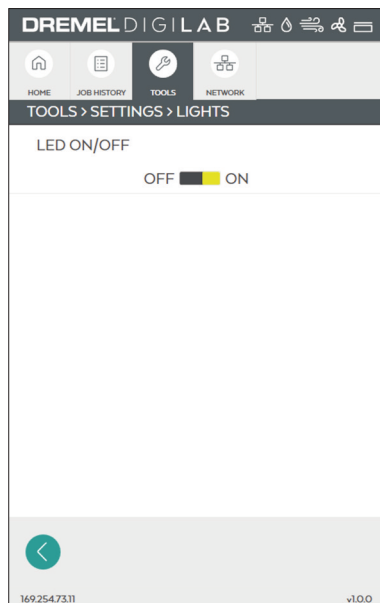 DREMEL DIGILAB
HOME JOB HISTORY TOOLS NETWORK
TOOLS > SETTINGS > LIGHTS
LED ON/OFF
OFF ON
169.254.73.11 v1.0.0